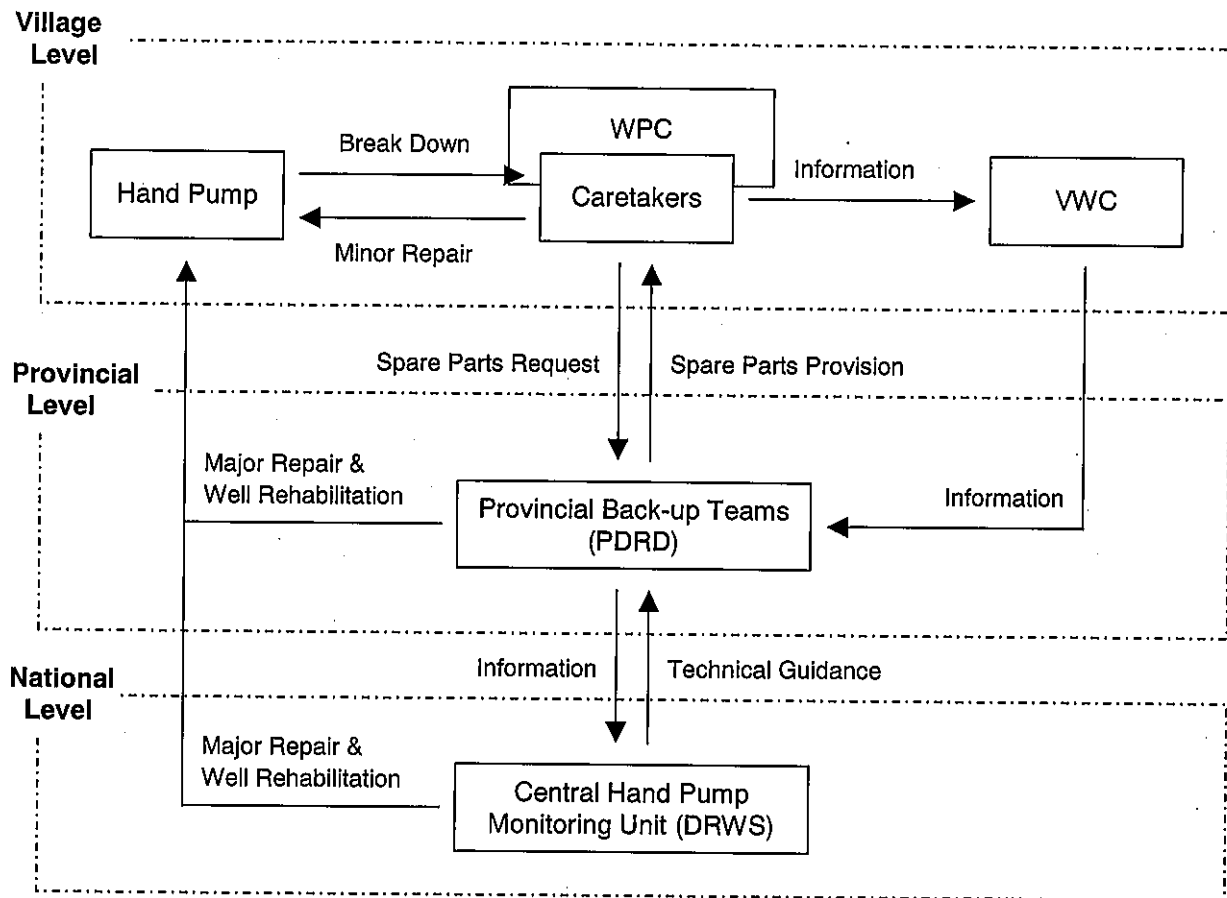 Village
Level
WPC
Break Down
Information
Hand Pump
Caretakers
VWC
Minor Repair
Spare Parts Request
Spare Parts Provision
Provincial
Level
Major Repair &
Well Rehabilitation
Provincial Back-up Teams
(PDRD)
Information
Information
Technical Guidance
National
Level
Major Repair &
Well Rehabilitation
Central Hand Pump
Monitoring Unit (DRWS)